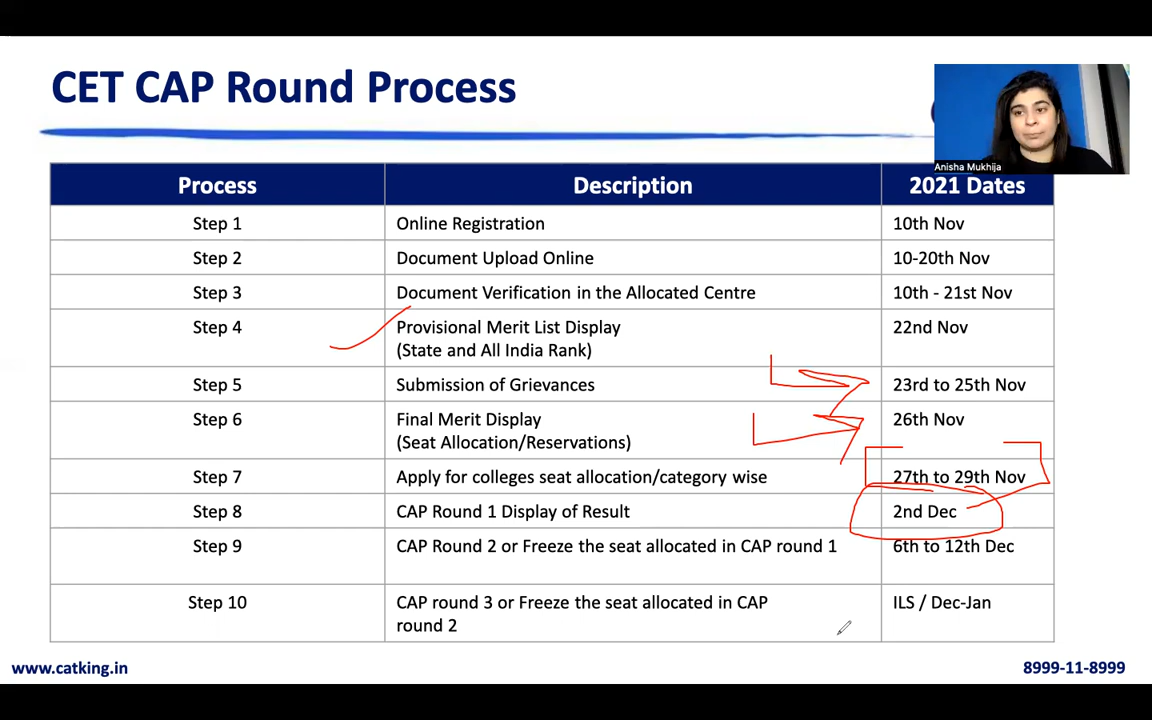 CET CAP Round Process
Anisha Mukhija
Process Description 2021 Dates
Step 1 Online Registration 10th Nov
Step 2 Document Upload Online 10-20th Nov
Step 3 Document Verification in the Allocated Centre 10th - 21st Nov
Step 4 Provisional Merit List Display 22nd Nov
(State and All India Rank)
Step 5 Submission of Grievances 23rd to 25th Nov
Step 6 Final Merit Display 26th Nov
(Seat Allocation/Reservations)
Step 7 Apply for colleges seat allocation/category wise 27th to 29th Nov
Step 8 CAP Round 1 Display of Result 2nd Dec
Step 9 CAP Round 2 or Freeze the seat allocated in CAP round 1 6th to 12th Dec
Step 10 CAP round 3 or Freeze the seat allocated in CAP ILS / Dec-Jan
round 2
www.catking.in 8999-11-8999